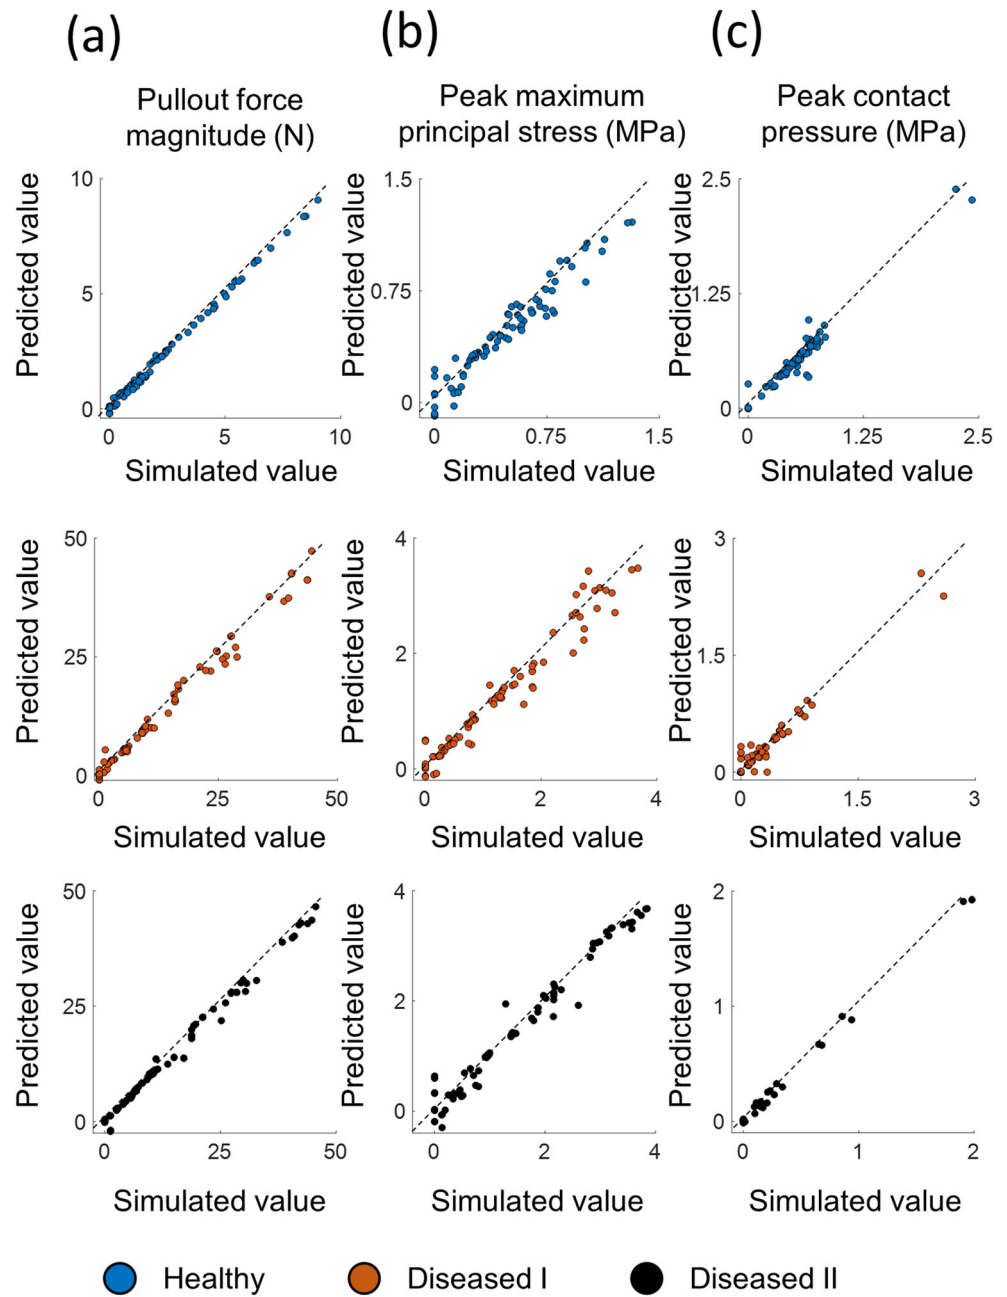 (a) (b) (c)
Pullout force magnitude (N)
Peak maximum principal stress (MPa)
Peak contact pressure (MPa)
Predicted value
10
5
0
0 5 10
Simulated value
Predicted value
1.5
0.75
0
0 0.75 1.5
Simulated value
Predicted value
2.5
1.25
0
0 1.25 2.5
Simulated value
Predicted value
50
25
0
0 25 50
Simulated value
Predicted value
4
2
0
0 2 4
Simulated value
Predicted value
3
1.5
0
0 1.5 3
Simulated value
Predicted value
50
25
0
0 25 50
Simulated value
Predicted value
4
2
0
0 2 4
Simulated value
Predicted value
2
1
0
0 1 2
Simulated value
Healthy Diseased I Diseased II